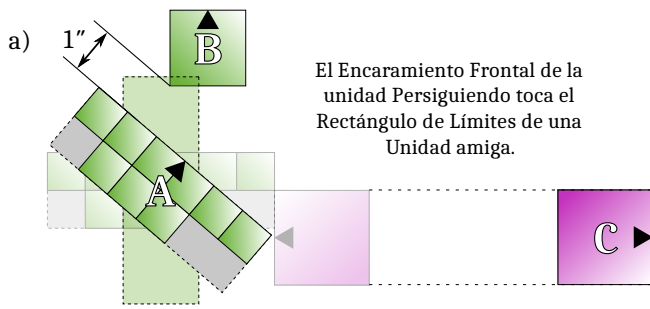 a)
1″
B
El Encaramiento Frontal de la
unidad Persiguiendo toca el
Rectángulo de Límites de una
Unidad amiga.
A
C